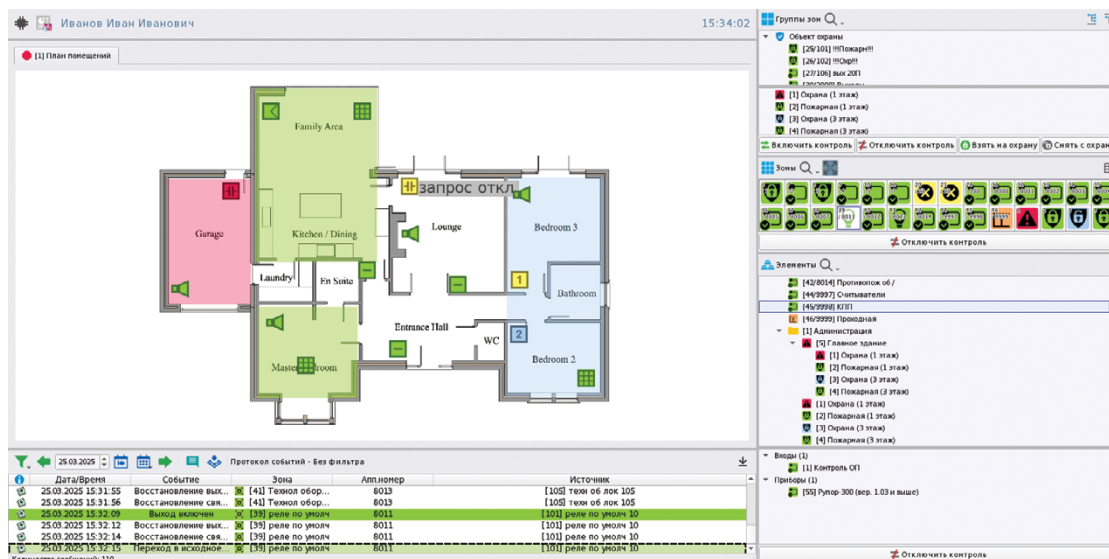 Иванов Иван Иванович
15:34:02
[1] План помещений
Family Area
Kitchen / Dining
Garage
Laundry
En Suite
Master
запрос откл
Lounge
Bedroom 3
1
Bathroom
Entrance Hall
WC
2
Bedroom 2
25.03.2025
Протокол событий - Без фильтра
Дата/Время Событие Зона Апп.номер Источник
25.03.2025 15:31:55 Восстановление вых... [41] Технол обор... 8013 [105] техн об лок 105
25.03.2025 15:31:56 Восстановление свя... [41] Технол обор... 8013 [105] техн об лок 105
25.03.2025 15:32:09 Выход включен [39] реле по умолч 8011 [101] реле по умолч 10
25.03.2025 15:32:12 Восстановление вых... [39] реле по умолч 8011 [101] реле по умолч 10
25.03.2025 15:32:14 Восстановление свя... [39] реле по умолч 8011 [101] реле по умолч 10
25.03.2025 15:32:15 Переход в исходное... [39] реле по умолч 8011 [101] реле по умолч 10
Группы зон
Объект охраны
[25/101] !!!Пожарн!!!
[26/102] !!!Охр!!!
[27/106] вых 20П
[1] Охрана (1 этаж)
[2] Пожарная (1 этаж)
[3] Охрана (3 этаж)
[4] Пожарная (3 этаж)
Включить контроль Отключить контроль Взять на охрану Снять с охран
Зоны
Отключить контроль
Элементы
[42/8014] Противопож об /
[44/9997] Считыватели
[45/9998] КПП
[46/9999] Проходная
[1] Администрация
[5] Главное здание
[1] Охрана (1 этаж)
[2] Пожарная (1 этаж)
[3] Охрана (3 этаж)
[4] Пожарная (3 этаж)
[1] Охрана (1 этаж)
[2] Пожарная (1 этаж)
[3] Охрана (3 этаж)
[4] Пожарная (3 этаж)
Входы (1)
[1] Контроль ОП
Приборы (1)
[55] Рупор-300 (вер. 1.03 и выше)
Отключить контроль